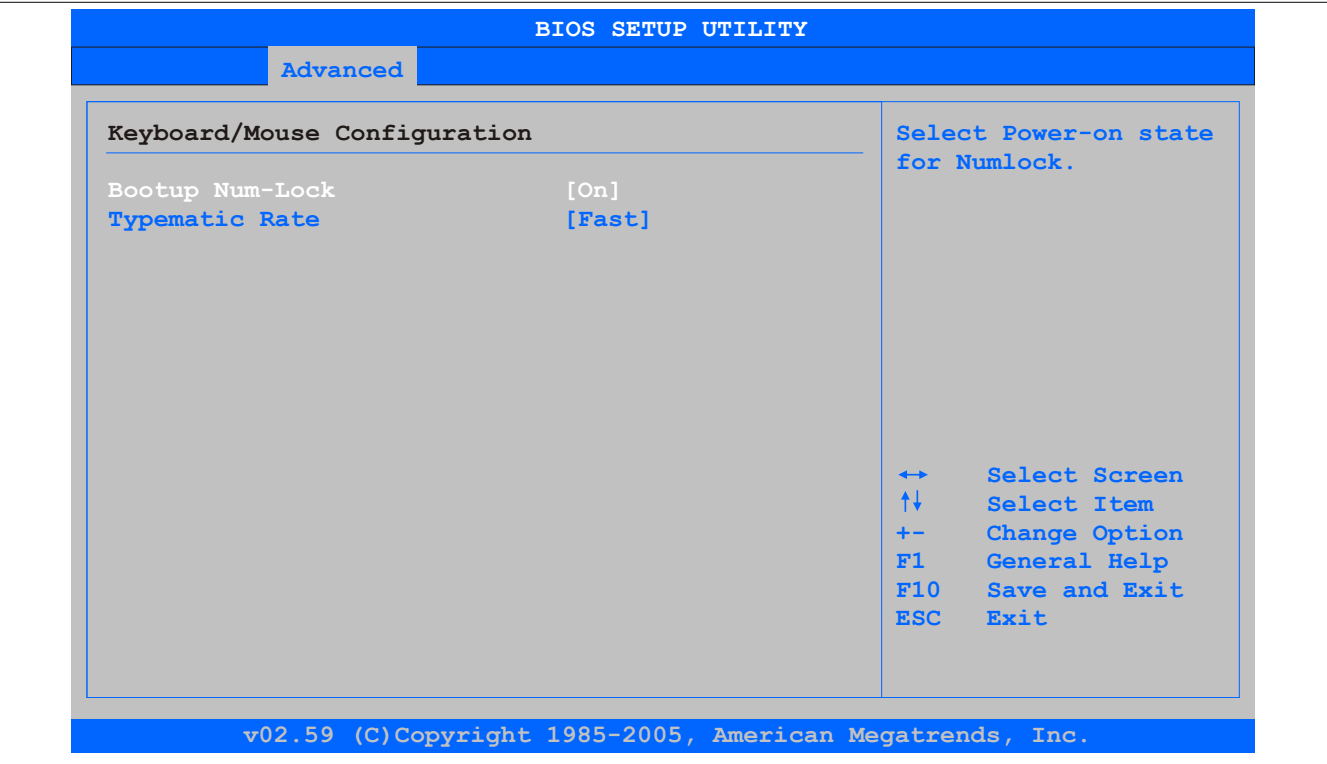 BIOS SETUP UTILITY
Advanced
Keyboard/Mouse Configuration
Bootup Num-Lock [On]
Typematic Rate [Fast]
Select Power-on state
for Numlock.
←→ Select Screen
↑↓ Select Item
+- Change Option
F1 General Help
F10 Save and Exit
ESC Exit
v02.59 (C)Copyright 1985-2005, American Megatrends, Inc.